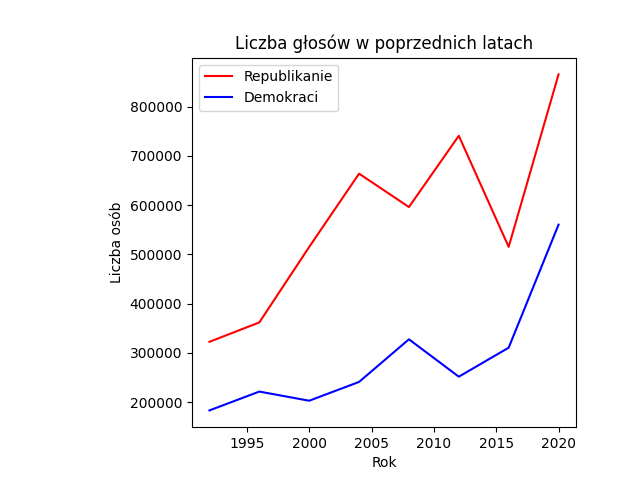 Liczba głosów w poprzednich latach
Republikanie
Demokraci
800000
700000
600000
500000
400000
300000
200000
Liczba osób
1995 2000 2005 2010 2015 2020
Rok